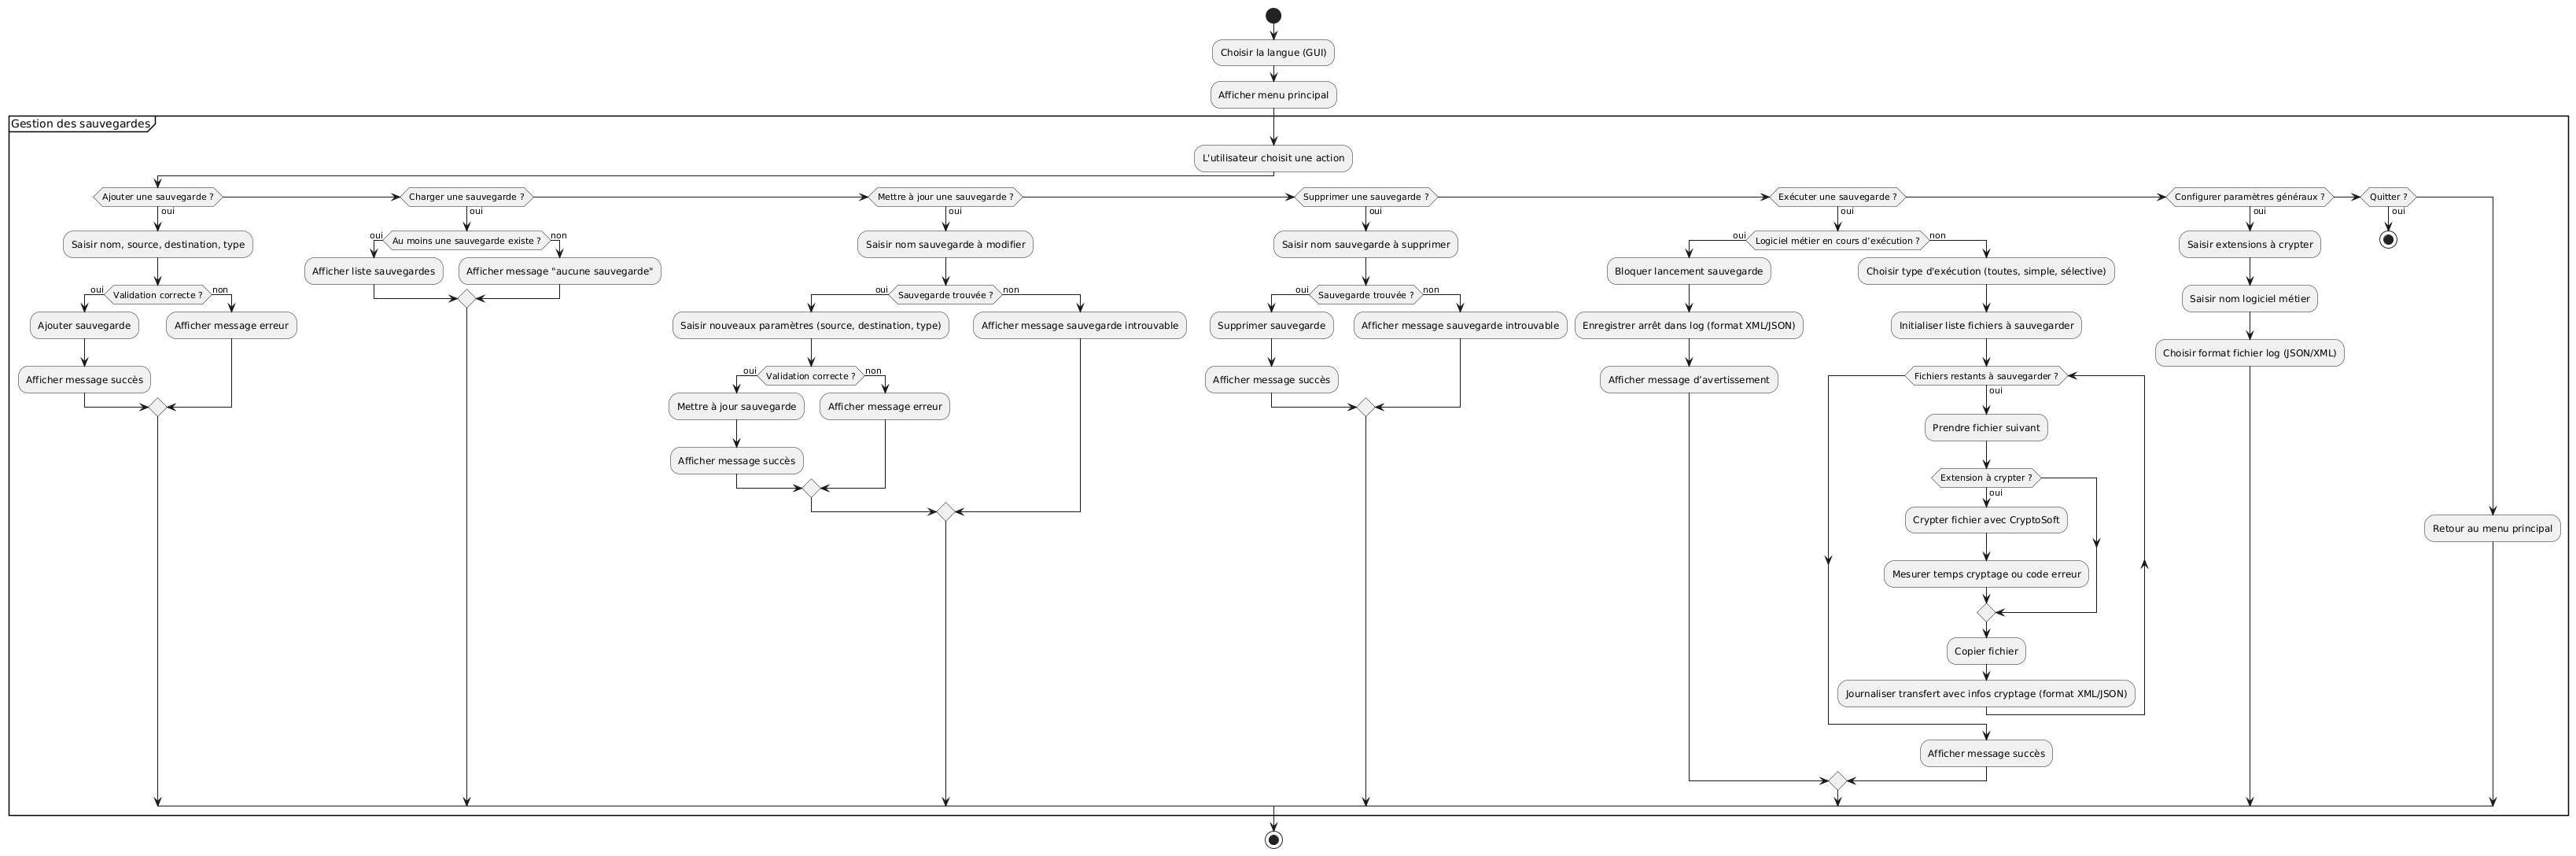 Choisir la langue (GUI)
Afficher menu principal
Gestion des sauvegardes
L'utilisateur choisit une action
Ajouter une sauvegarde ?
oui
Saisir nom, source, destination, type
Validation correcte ?
oui
non
Ajouter sauvegarde
Afficher message succès
Afficher message erreur
Charger une sauvegarde ?
oui
Au moins une sauvegarde existe ?
oui
non
Afficher liste sauvegardes
Afficher message "aucune sauvegarde"
Mettre à jour une sauvegarde ?
oui
Saisir nom sauvegarde à modifier
Sauvegarde trouvée ?
oui
non
Saisir nouveaux paramètres (source, destination, type)
Validation correcte ?
oui
non
Mettre à jour sauvegarde
Afficher message succès
Afficher message erreur
Afficher message sauvegarde introuvable
Supprimer une sauvegarde ?
oui
Saisir nom sauvegarde à supprimer
Sauvegarde trouvée ?
oui
non
Supprimer sauvegarde
Afficher message succès
Afficher message sauvegarde introuvable
Exécuter une sauvegarde ?
oui
Logiciel métier en cours d'exécution ?
oui
non
Bloquer lancement sauvegarde
Enregistrer arrêt dans log (format XML/JSON)
Afficher message d'avertissement
Choisir type d'exécution (toutes, simple, sélective)
Initialiser liste fichiers à sauvegarder
Fichiers restants à sauvegarder ?
oui
Prendre fichier suivant
Extension à crypter ?
oui
Crypter fichier avec CryptoSoft
Mesurer temps cryptage ou code erreur
Copier fichier
Journaliser transfert avec infos cryptage (format XML/JSON)
Afficher message succès
Configurer paramètres généraux ?
oui
Saisir extensions à crypter
Saisir nom logiciel métier
Choisir format fichier log (JSON/XML)
Quitter ?
oui
Retour au menu principal